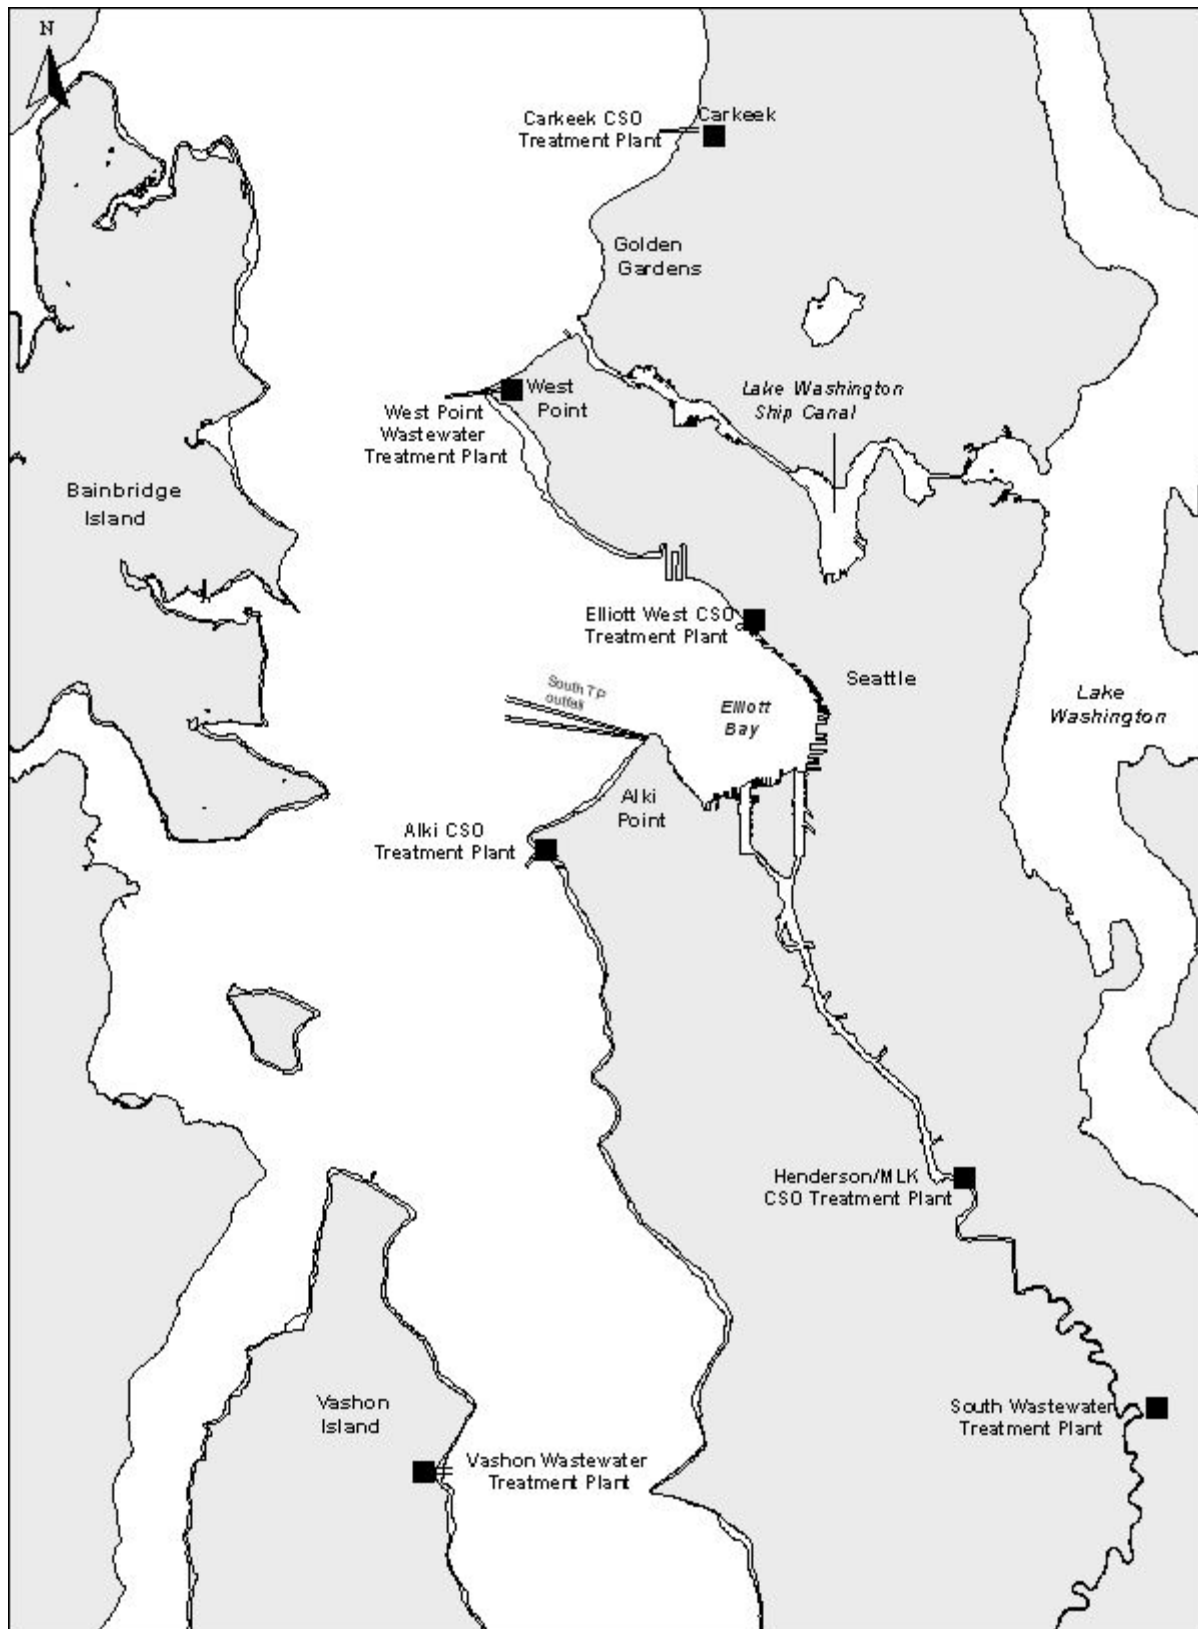 N
Carkeek CSO
Treatment Plant
Carkeek
Golden
Gardens
West
Point
West Point
Wastewater
Treatment Plant
Lake Washington
Ship Canal
Bainbridge
Island
Elliott West CSO
Treatment Plant
Seattle
South TP
outfall
Elliott
Bay
Lake
Washington
Alki
Point
Alki CSO
Treatment Plant
Henderson/MLK
CSO Treatment Plant
Vashon
Island
South Wastewater
Treatment Plant
Vashon Wastewater
Treatment Plant